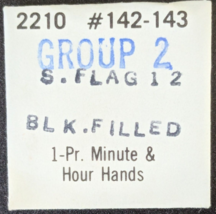 2210 #142-143
GROUP 2
S.FLAG 12
BLK.FILLED
1-Pr. Minute &
Hour Hands